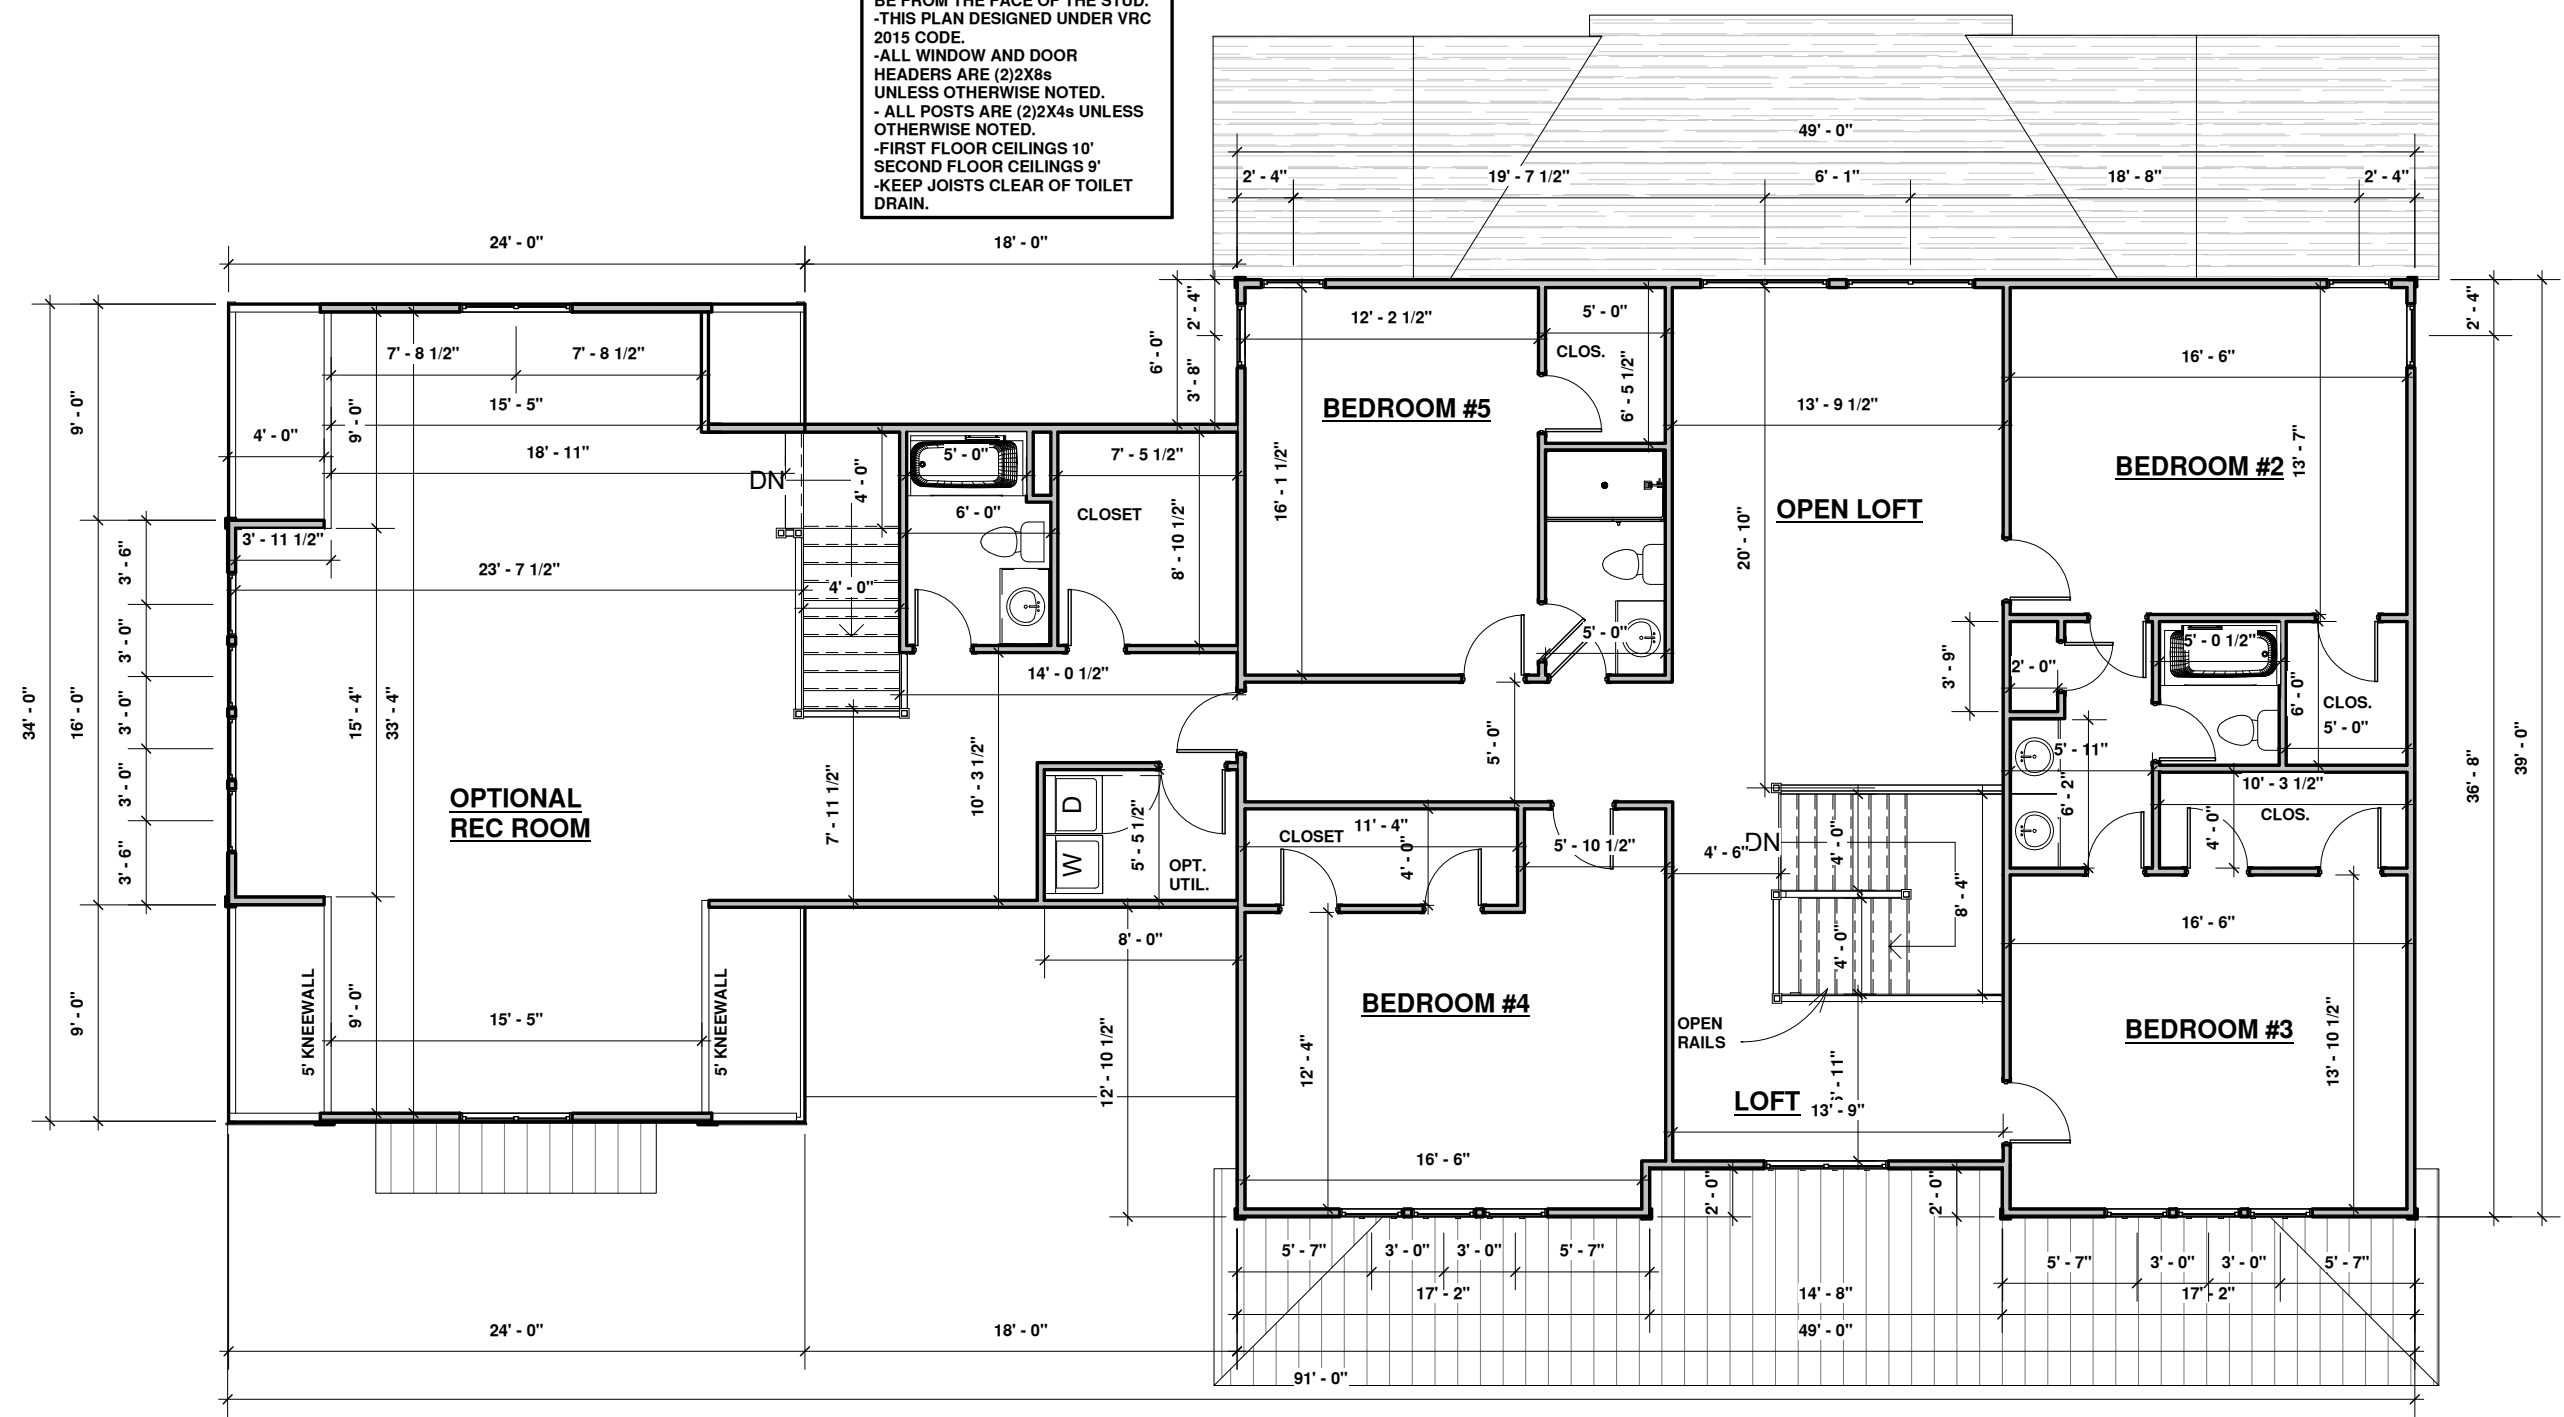 BE FROM THE FACE OF THE STUD.
-THIS PLAN DESIGNED UNDER VRC
2015 CODE.
-ALL WINDOW AND DOOR
HEADERS ARE (2)2X8s
UNLESS OTHERWISE NOTED.
- ALL POSTS ARE (2)2X4s UNLESS
OTHERWISE NOTED.
-FIRST FLOOR CEILINGS 10'
SECOND FLOOR CEILINGS 9'
-KEEP JOISTS CLEAR OF TOILET
DRAIN.
49' - 0"
2' - 4"
19' - 7 1/2"
6' - 1"
18' - 8"
2' - 4"
24' - 0"
18' - 0"
34' - 0"
9' - 0"
16' - 0"
9' - 0"
3' - 6"
3' - 0"
3' - 0"
3' - 0"
3' - 6"
7' - 8 1/2"
7' - 8 1/2"
15' - 5"
4' - 0"
9' - 0"
18' - 11"
3' - 11 1/2"
23' - 7 1/2"
15' - 4"
33' - 4"
OPTIONAL
REC ROOM
5' KNEEWALL
9' - 0"
15' - 5"
5' KNEEWALL
DN
4' - 0"
4' - 0"
7' - 11 1/2"
5' - 0"
6' - 0"
7' - 5 1/2"
CLOSET
8' - 10 1/2"
14' - 0 1/2"
10' - 3 1/2"
D
W
5' - 5 1/2"
OPT.
UTIL.
8' - 0"
12' - 10 1/2"
6' - 0"
2' - 4"
3' - 8"
12' - 2 1/2"
BEDROOM #5
16' - 1 1/2"
5' - 0"
CLOS.
6' - 5 1/2"
5' - 0"
5' - 0"
13' - 9 1/2"
OPEN LOFT
20' - 10"
16' - 6"
BEDROOM #2
13' - 7"
2' - 4"
36' - 8"
39' - 0"
3' - 9"
2' - 0"
5' - 0 1/2"
6' - 0"
CLOS.
5' - 0"
5' - 11"
6' - 2"
10' - 3 1/2"
CLOS.
4' - 0"
CLOSET
11' - 4"
4' - 0"
5' - 10 1/2"
4' - 6"
DN
4' - 0"
4' - 0"
8' - 4"
OPEN
RAILS
LOFT
13' - 9"
BEDROOM #4
12' - 4"
16' - 6"
16' - 6"
BEDROOM #3
13' - 10 1/2"
2' - 0"
2' - 0"
5' - 7"
3' - 0"
3' - 0"
5' - 7"
17' - 2"
14' - 8"
5' - 7"
3' - 0"
3' - 0"
5' - 7"
17' - 2"
24' - 0"
18' - 0"
49' - 0"
91' - 0"